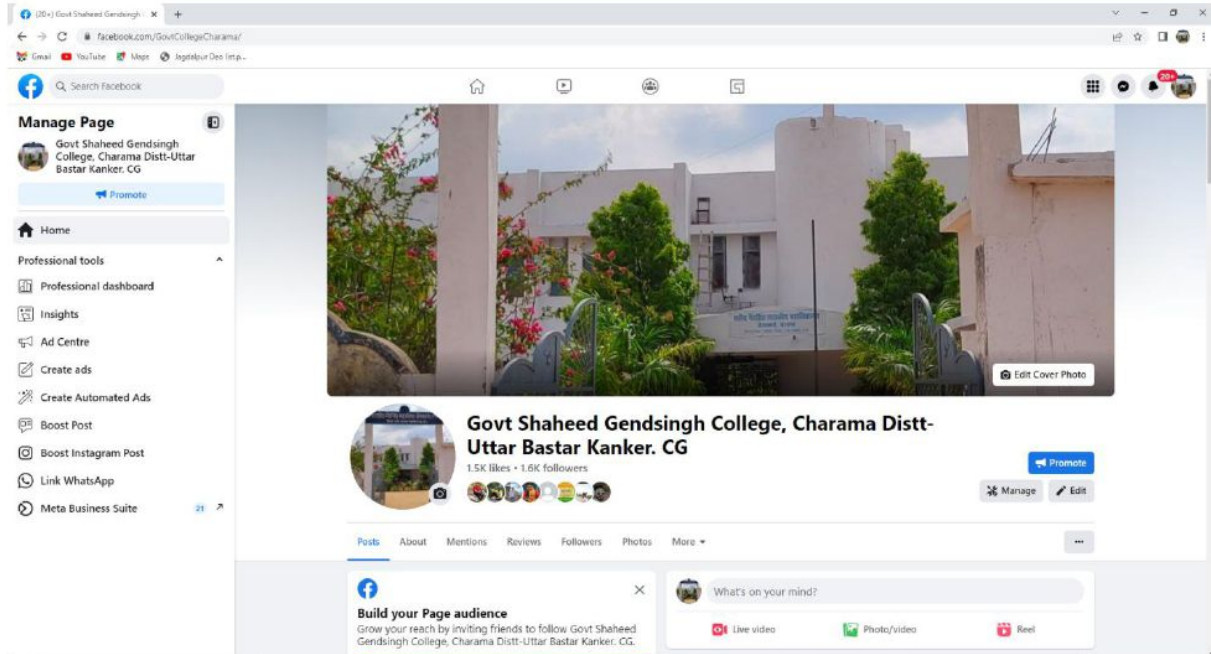 (20+) Govt Shaheed Gendsingh
facebook.com/GovtCollegeCharama/
Gmail YouTube Maps Jagdalpur Deo
Search Facebook
20+
Manage Page
Govt Shaheed Gendsingh
College, Charama Distt-Uttar
Bastar Kanker. CG
Promote
Home
Professional tools
Professional dashboard
Insights
Ad Centre
Create ads
Create Automated Ads
Boost Post
Boost Instagram Post
Link WhatsApp
Meta Business Suite 21
Edit Cover Photo
Govt Shaheed Gendsingh College, Charama Distt-
Uttar Bastar Kanker. CG
1.5K likes • 1.6K followers
Promote
Manage Edit
Posts About Mentions Reviews Followers Photos More
Build your Page audience
Grow your reach by inviting friends to follow Govt Shaheed
Gendsingh College, Charama Distt-Uttar Bastar Kanker. CG.
What's on your mind?
Live video Photo/video Reel